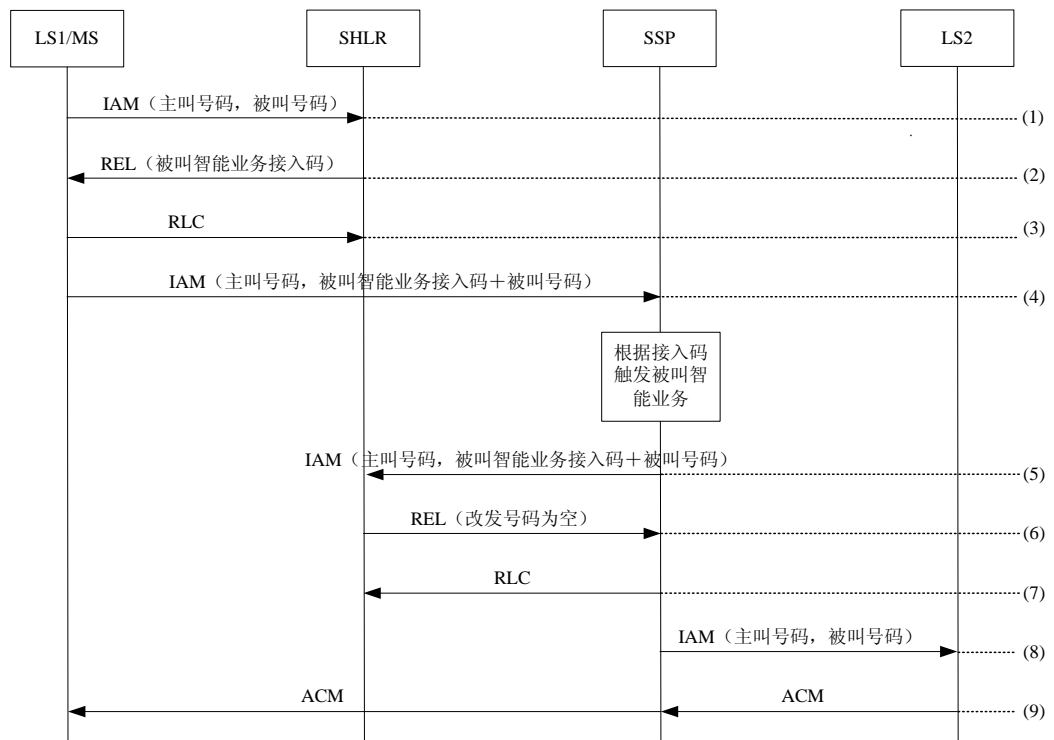 LS1/MS
SHLR
SSP
LS2
IAM（主叫号码，被叫号码）
(1)
REL（被叫智能业务接入码）
(2)
RLC
(3)
IAM（主叫号码，被叫智能业务接入码＋被叫号码）
(4)
根据接入码
触发被叫智
能业务
IAM（主叫号码，被叫智能业务接入码＋被叫号码）
(5)
REL（改发号码为空）
(6)
RLC
(7)
IAM（主叫号码，被叫号码）
(8)
ACM
ACM
(9)